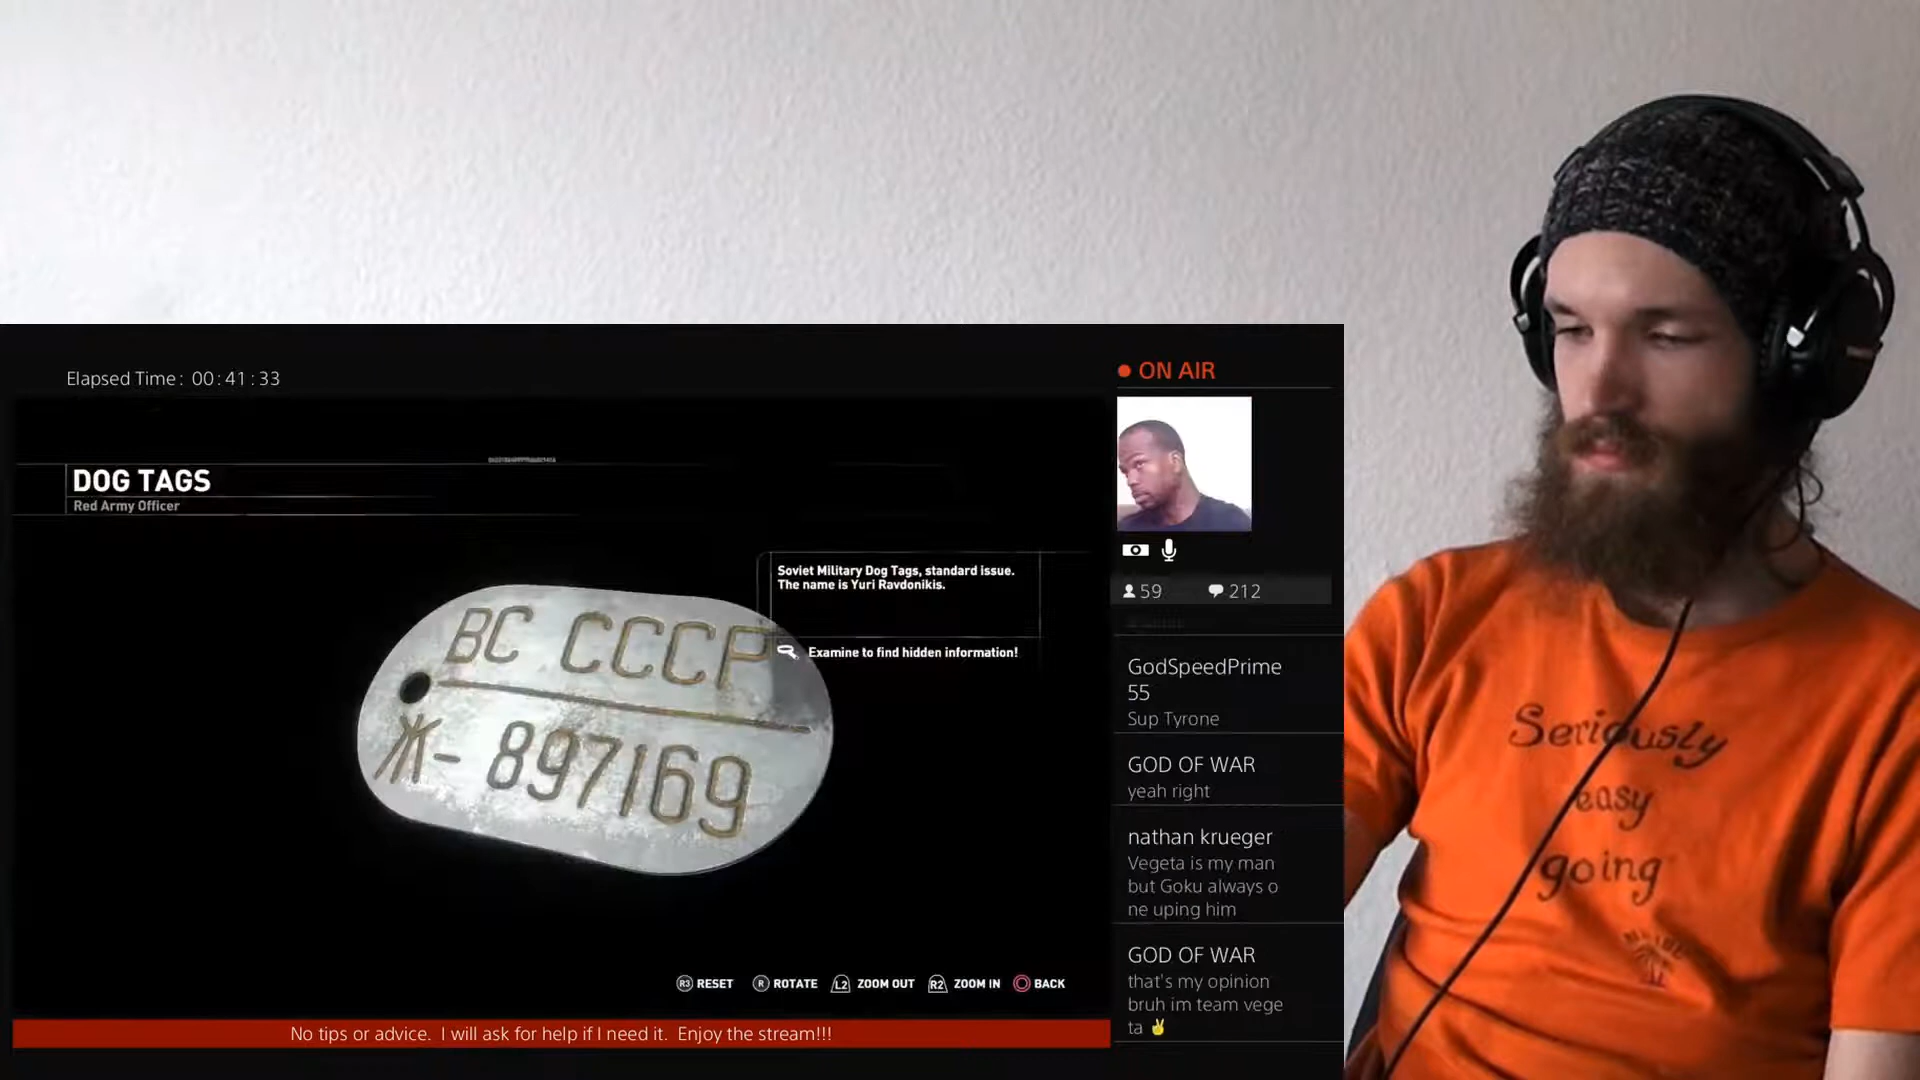 Elapsed Time: 00:41:33
ON AIR
DOG TAGS
Red Army Officer
Soviet Military Dog Tags, standard issue.
The name is Yuri Ravdonikis.
Examine to find hidden information!
ВС СССР
Ж- 897169
R3 RESET
R ROTATE
L2 ZOOM OUT
R2 ZOOM IN
BACK
No tips or advice. I will ask for help if I need it. Enjoy the stream!!!
59
212
GodSpeedPrime
55
Sup Tyrone
GOD OF WAR
yeah right
nathan krueger
Vegeta is my man
but Goku always o
ne uping him
GOD OF WAR
that's my opinion
bruh im team vege
ta ✌
Seriously
easy
going